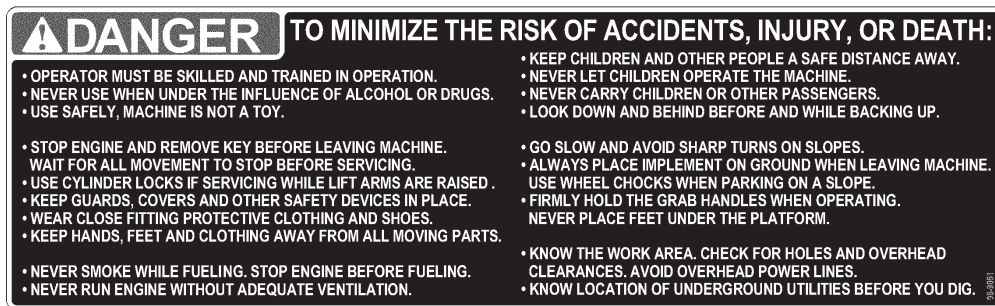 DANGER TO MINIMIZE THE RISK OF ACCIDENTS, INJURY, OR DEATH:
• OPERATOR MUST BE SKILLED AND TRAINED IN OPERATION.
• NEVER USE WHEN UNDER THE INFLUENCE OF ALCOHOL OR DRUGS.
• USE SAFELY, MACHINE IS NOT A TOY.
• STOP ENGINE AND REMOVE KEY BEFORE LEAVING MACHINE.
WAIT FOR ALL MOVEMENT TO STOP BEFORE SERVICING.
• USE CYLINDER LOCKS IF SERVICING WHILE LIFT ARMS ARE RAISED .
• KEEP GUARDS, COVERS AND OTHER SAFETY DEVICES IN PLACE.
• WEAR CLOSE FITTING PROTECTIVE CLOTHING AND SHOES.
• KEEP HANDS, FEET AND CLOTHING AWAY FROM ALL MOVING PARTS.
• NEVER SMOKE WHILE FUELING. STOP ENGINE BEFORE FUELING.
• NEVER RUN ENGINE WITHOUT ADEQUATE VENTILATION.
• KEEP CHILDREN AND OTHER PEOPLE A SAFE DISTANCE AWAY.
• NEVER LET CHILDREN OPERATE THE MACHINE.
• NEVER CARRY CHILDREN OR OTHER PASSENGERS.
• LOOK DOWN AND BEHIND BEFORE AND WHILE BACKING UP.
• GO SLOW AND AVOID SHARP TURNS ON SLOPES.
• ALWAYS PLACE IMPLEMENT ON GROUND WHEN LEAVING MACHINE.
USE WHEEL CHOCKS WHEN PARKING ON A SLOPE.
• FIRMLY HOLD THE GRAB HANDLES WHEN OPERATING.
NEVER PLACE FEET UNDER THE PLATFORM.
• KNOW THE WORK AREA. CHECK FOR HOLES AND OVERHEAD
CLEARANCES. AVOID OVERHEAD POWER LINES.
• KNOW LOCATION OF UNDERGROUND UTILITIES BEFORE YOU DIG.